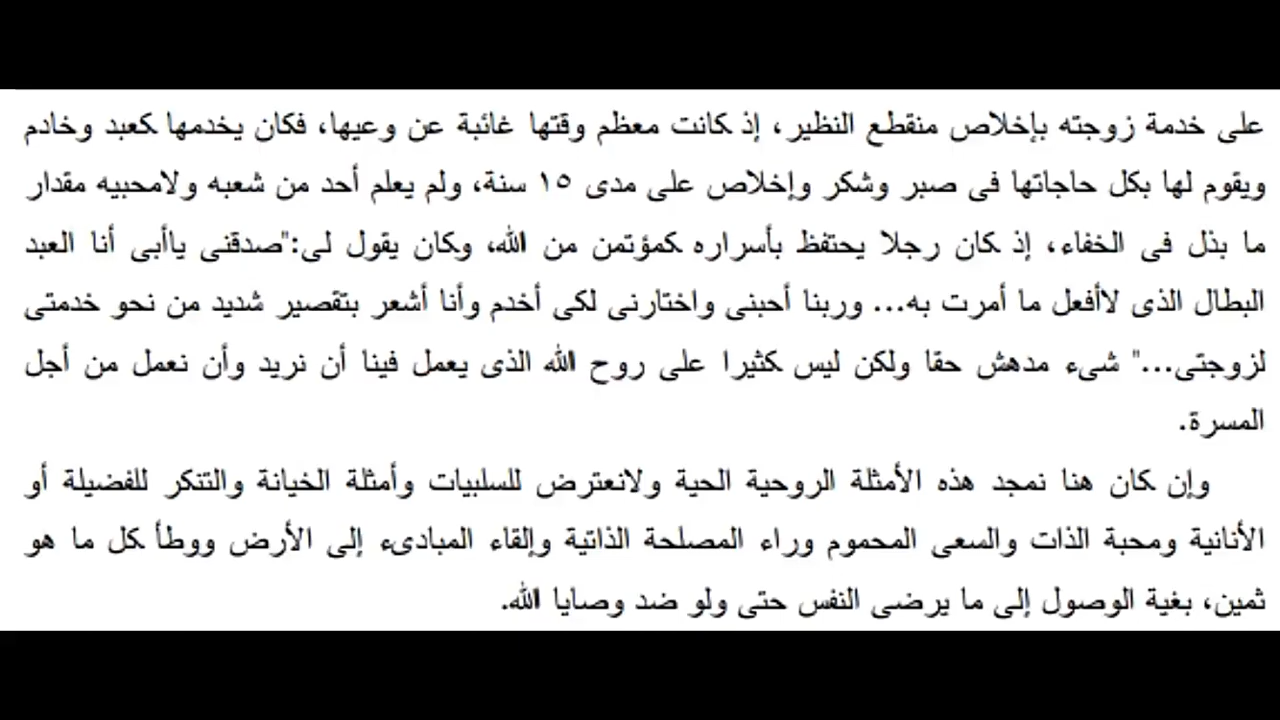 على خدمة زوجته بإخلاص منقطع النظير، إذ كانت معظم وقتها غائبة عن وعيها، فكان يخدمها كعبد وخادم
ويقوم لها بكل حاجاتها فى صبر وشكر وإخلاص على مدى ١٥ سنة، ولم يعلم أحد من شعبه ولامحبيه مقدار
ما بذل فى الخفاء، إذ كان رجلا يحتفظ بأسراره كمؤتمن من الله، وكان يقول لى:"صدقنى ياأبى أنا العبد
البطال الذى لاأفعل ما أمرت به... وربنا أحبنى واختارنى لكى أخدم وأنا أشعر بتقصير شديد من نحو خدمتى
لزوجتى..." شىء مدهش حقا ولكن ليس كثيرا على روح الله الذى يعمل فينا أن نريد وأن نعمل من أجل
المسرة.
وإن كان هنا نمجد هذه الأمثلة الروحية الحية ولانعترض للسلبيات وأمثلة الخيانة والتنكر للفضيلة أو
الأنانية ومحبة الذات والسعى المحموم وراء المصلحة الذاتية وإلقاء المبادىء إلى الأرض ووطأ كل ما هو
ثمين، بغية الوصول إلى ما يرضى النفس حتى ولو ضد وصايا الله.